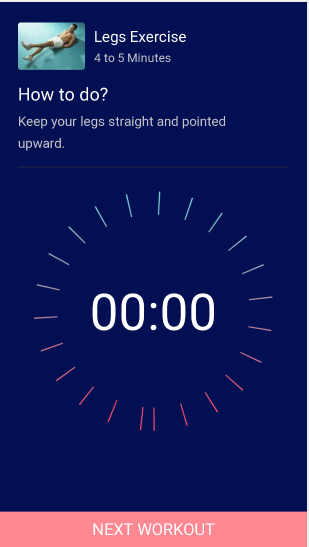 Legs Exercise
4 to 5 Minutes
How to do?
Keep your legs straight and pointed
upward.
00:00
NEXT WORKOUT